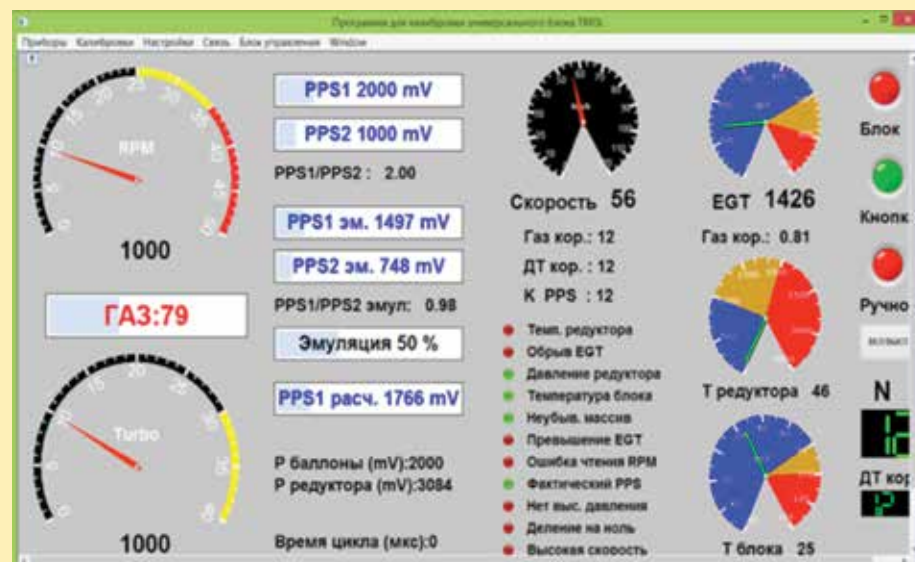 Программа для калибровки универсального блока
Приборы Калибровки Настройки Связь Блок управления Window
RPM
1000
ГАЗ:79
Turbo
1000
PPS1 2000 mV
PPS2 1000 mV
PPS1/PPS2 : 2.00
PPS1 эм. 1497 mV
PPS2 эм. 748 mV
PPS1/PPS2 эмул: 0.98
Эмуляция 50 %
PPS1 расч. 1766 mV
Р баллоны (mV):2000
Р редуктора (mV):3084
Время цикла (мкс):0
Скорость 56
Газ кор.: 12
ДТ кор. : 12
К PPS : 12
Темп. редуктора
Обрыв EGT
Давление редуктора
Температура блока
Неубыв. массив
Превышение EGT
Ошибка чтения RPM
Фактический PPS
Нет выс. давления
Деление на ноль
Высокая скорость
EGT 1426
Газ кор.: 0.81
Т редуктора 46
Т блока 25
Блок
Кнопк
Ручно
N
12
ДТ кор
12